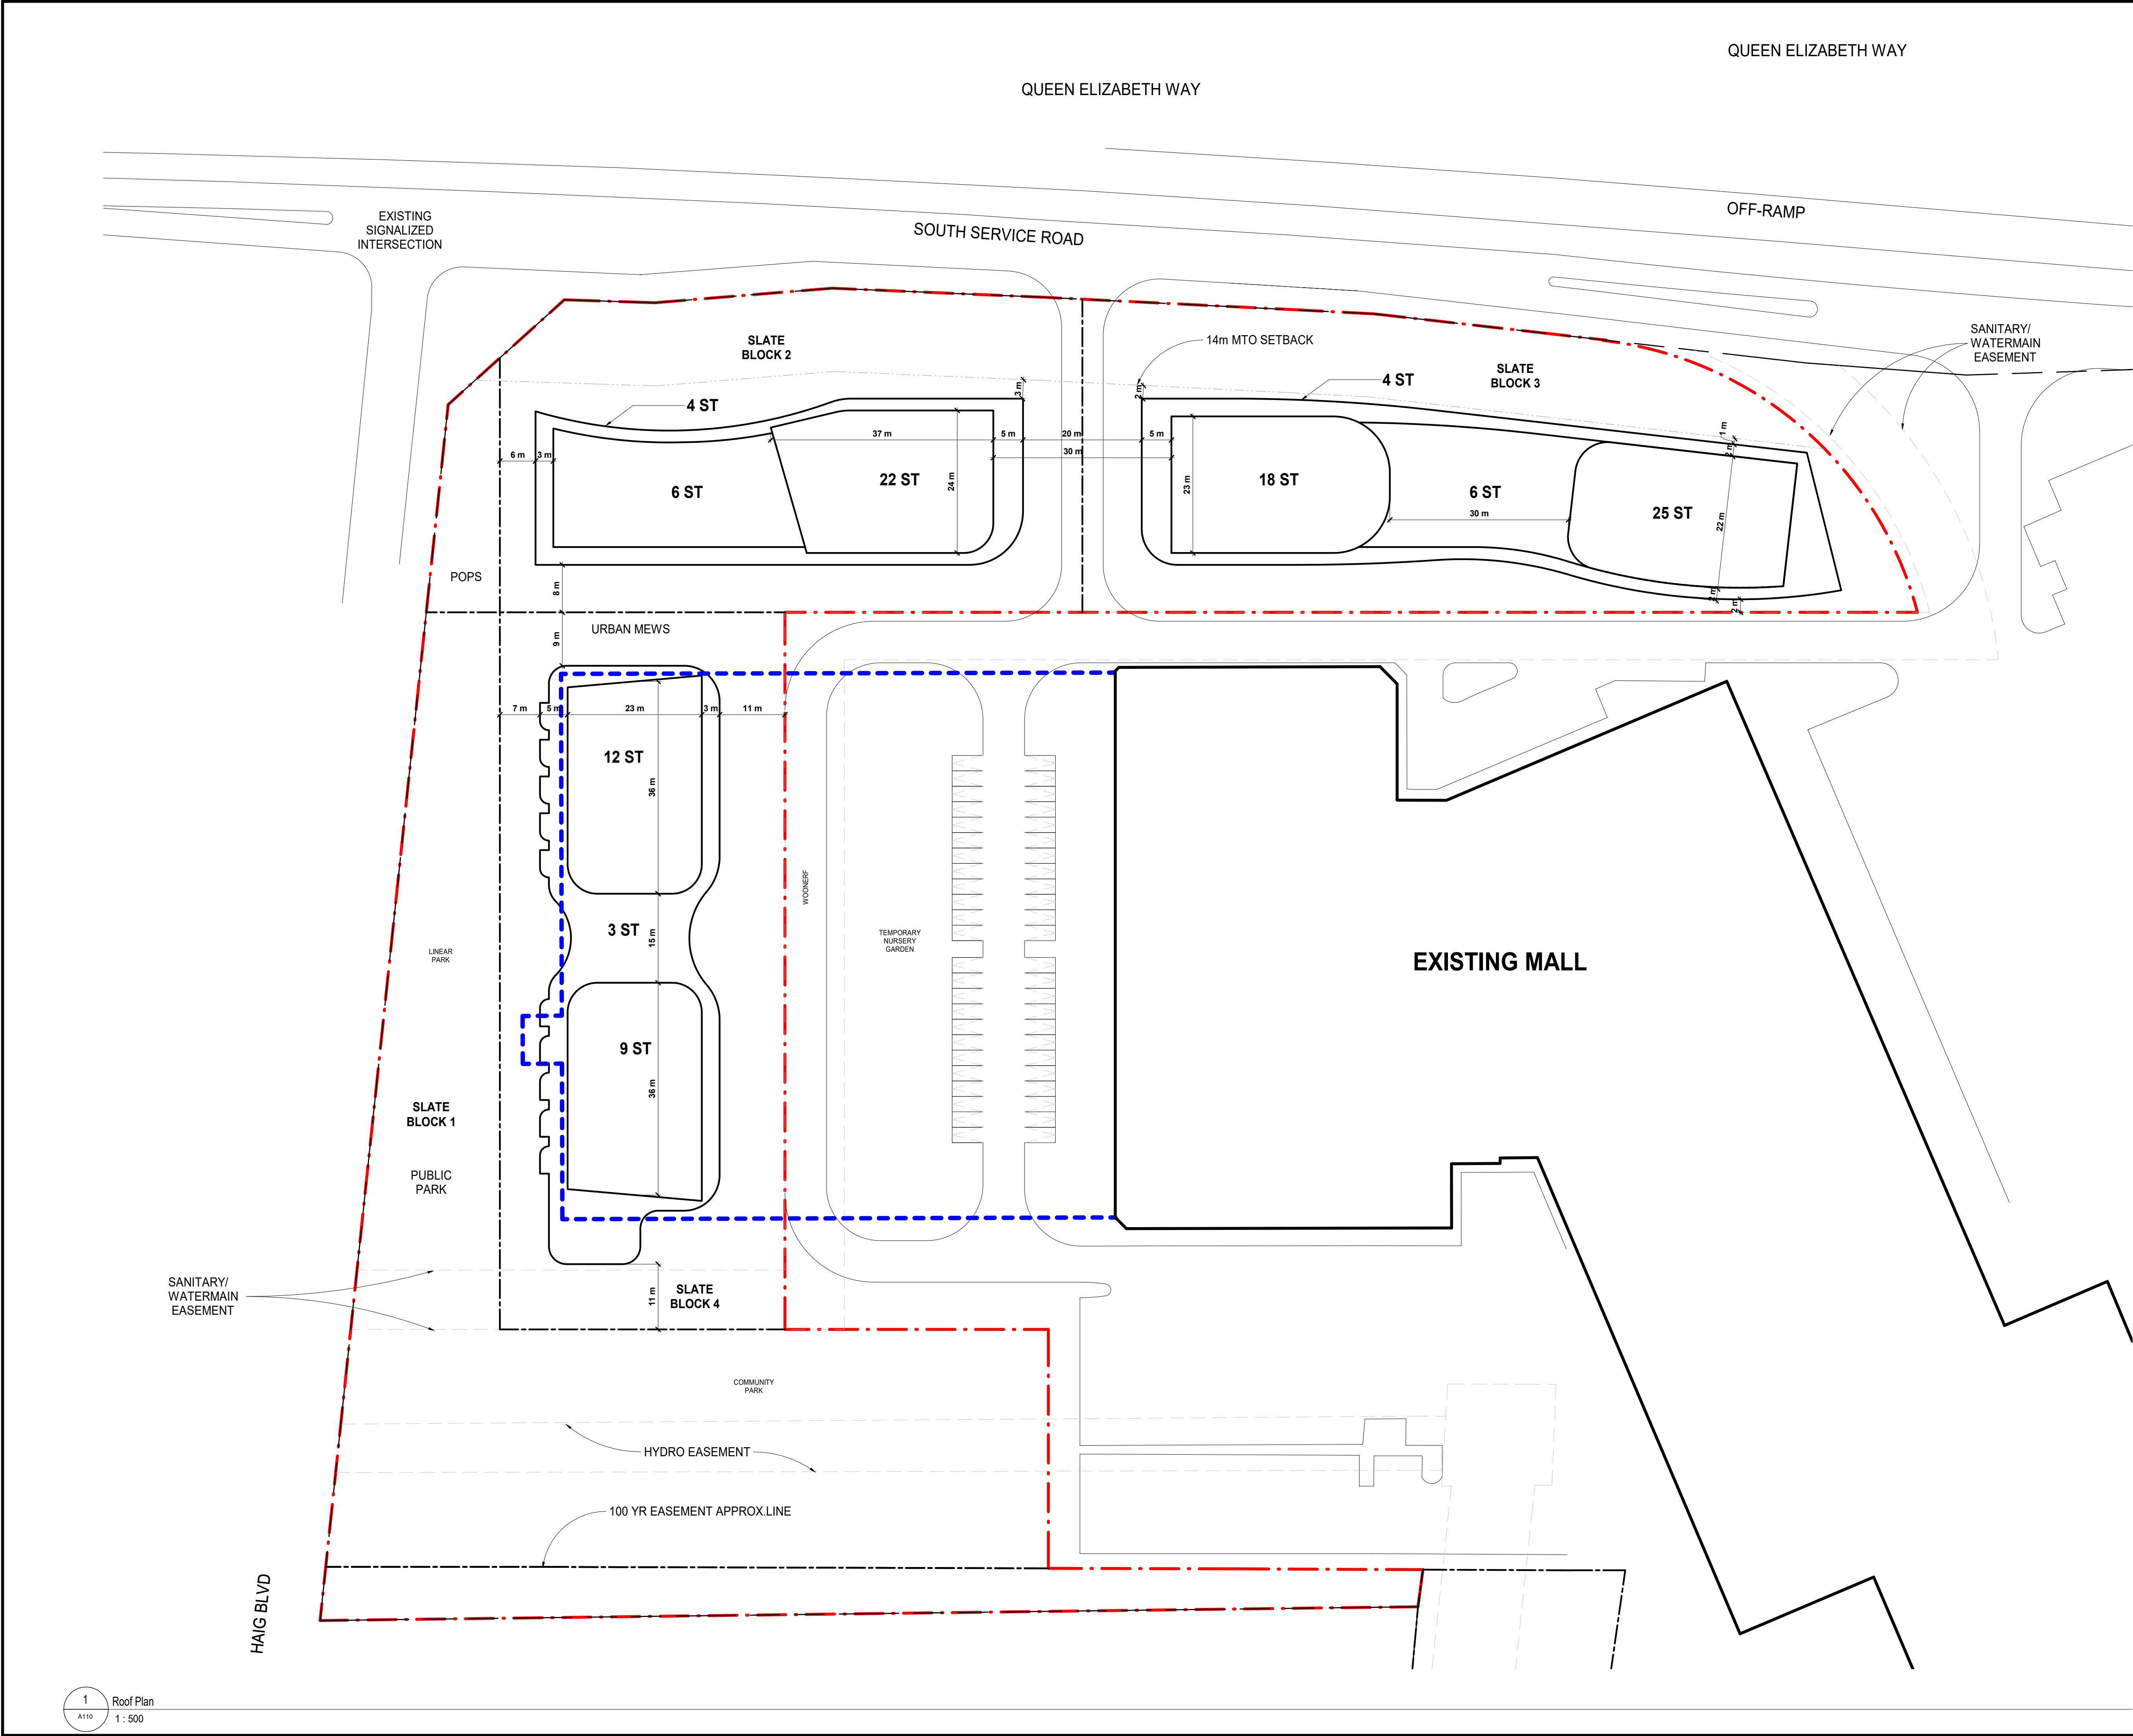 QUEEN ELIZABETH WAY
QUEEN ELIZABETH WAY
OFF-RAMP
EXISTING
SIGNALIZED
INTERSECTION
SOUTH SERVICE ROAD
SLATE
BLOCK 2
14m MTO SETBACK
SLATE
BLOCK 3
SANITARY/
WATERMAIN
EASEMENT
4 ST
4 ST
3 m
2 m
1 m
2 m
6 m
3 m
37 m
5 m
20 m
5 m
30 m
6 ST
22 ST
24 m
23 m
18 ST
6 ST
30 m
25 ST
22 m
2 m
2 m
POPS
8 m
9 m
URBAN MEWS
7 m
5 m
23 m
3 m
11 m
12 ST
36 m
3 ST
15 m
9 ST
36 m
WOONERF
TEMPORARY
NURSERY
GARDEN
EXISTING MALL
LINEAR
PARK
SLATE
BLOCK 1
PUBLIC
PARK
SANITARY/
WATERMAIN
EASEMENT
11 m
SLATE
BLOCK 4
COMMUNITY
PARK
HYDRO EASEMENT
100 YR EASEMENT APPROX.LINE
HAIG BLVD
1
A110
Roof Plan
1 : 500